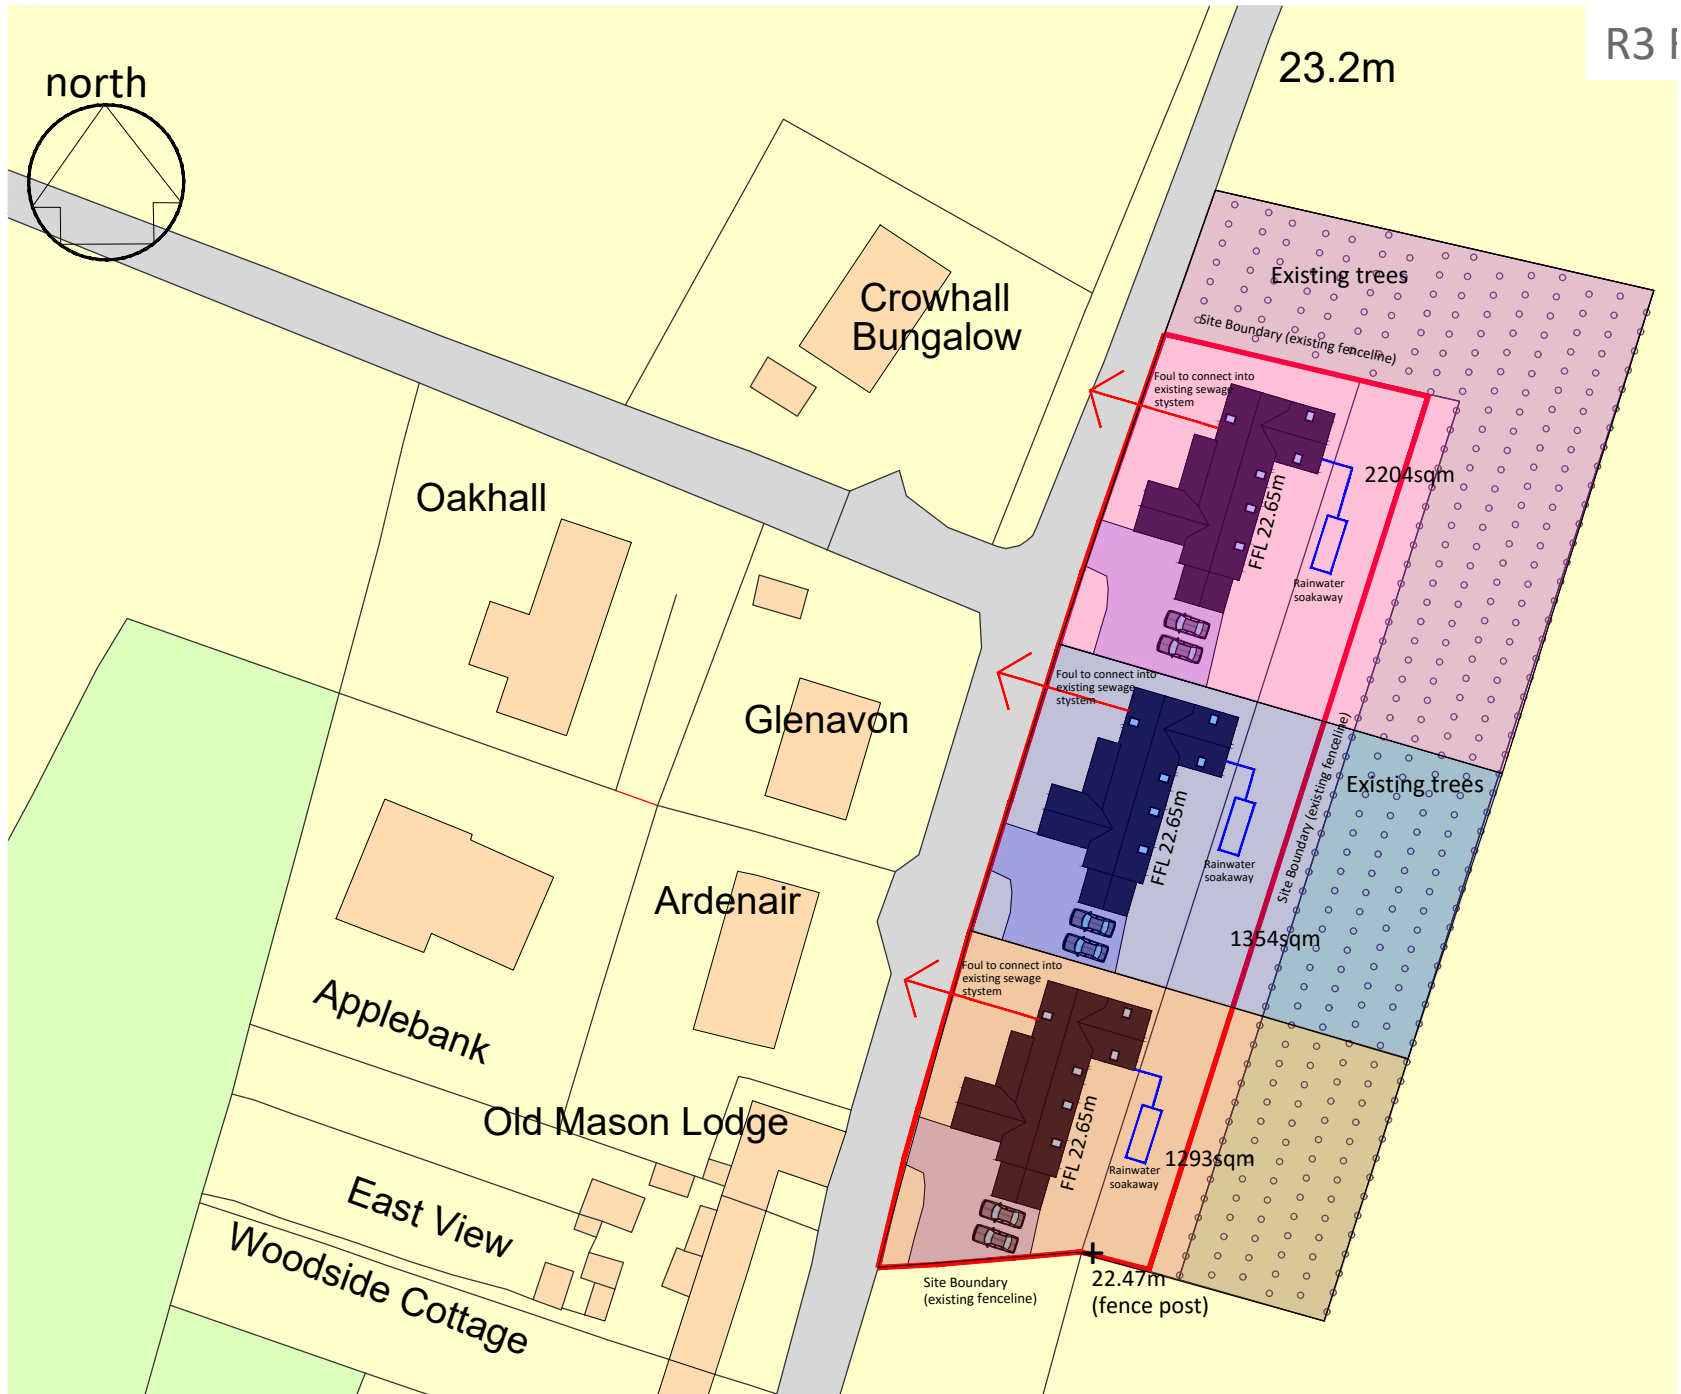 R3 F
north
23.2m
Existing trees
Crowhall
Bungalow
Site Boundary (existing fenceline)
Foul to connect into
existing sewage
stystem
Oakhall
2204sqm
FFL 22.65m
Rainwater
soakaway
Foul to connect into
existing sewage
stystem
Glenavon
Existing trees
Site Boundary (existing fenceline)
FFL 22.65m
Rainwater
soakaway
Ardenair
1354sqm
Foul to connect into
existing sewage
stystem
Applebank
Old Mason Lodge
FFL 22.65m
1293sqm
Rainwater
soakaway
East View
Woodside Cottage
Site Boundary
(existing fenceline)
22.47m
(fence post)